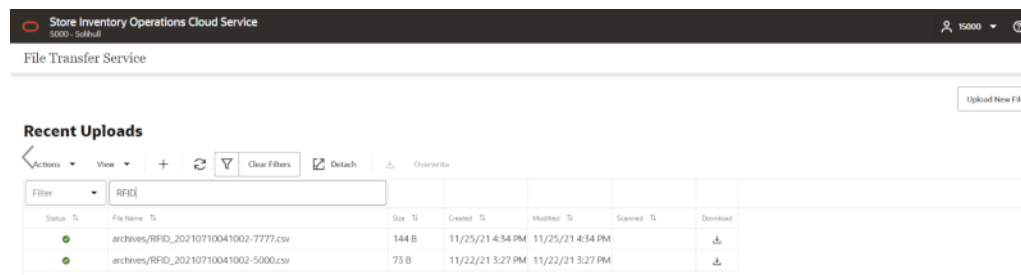 Store Inventory Operations Cloud Service
5000 - Solihull
15000
File Transfer Service
Upload New Fil
Recent Uploads
Actions View Clear Filters Detach Overwrite
Filter RFID
Status File Name Size Created Modified Scanned Download
archives/RFID_20210710041002-7777.csv 144 B 11/25/21 4:34 PM 11/25/21 4:34 PM
archives/RFID_20210710041002-5000.csv 73 B 11/22/21 3:27 PM 11/22/21 3:27 PM